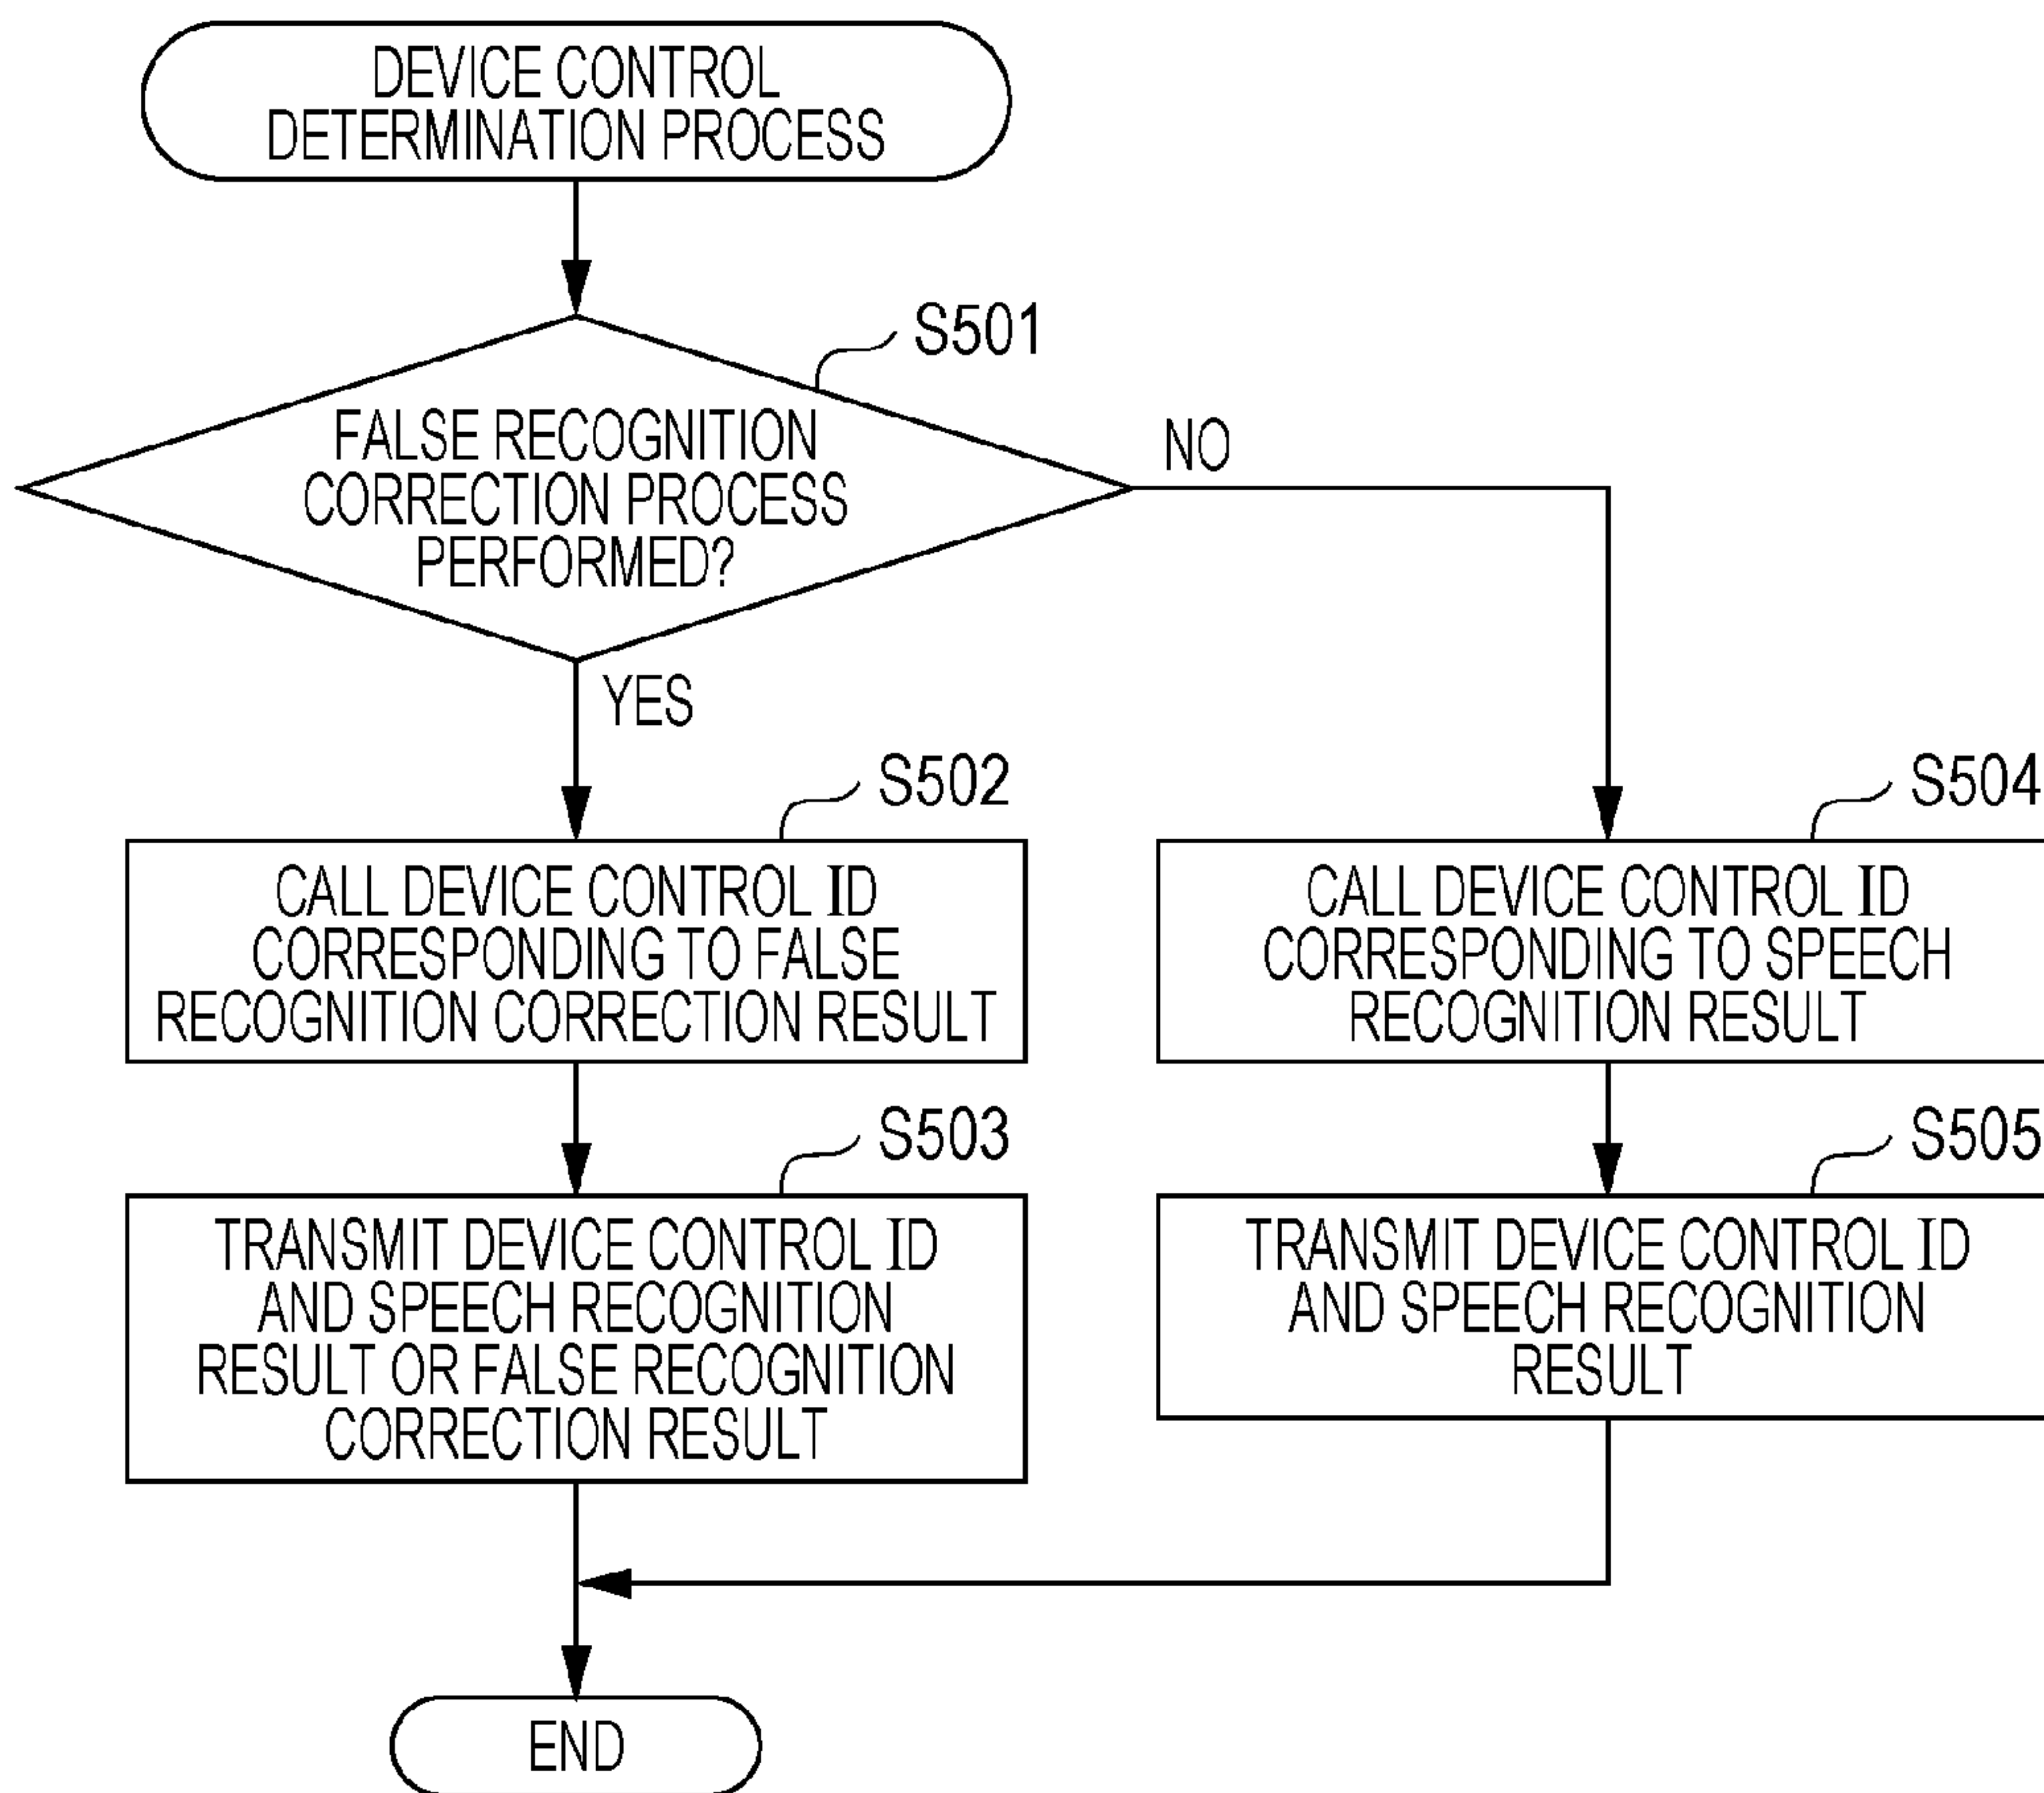 DEVICE CONTROL
DETERMINATION PROCESS
S501
FALSE RECOGNITION
CORRECTION PROCESS
PERFORMED?
NO
YES
S502
CALL DEVICE CONTROL ID
CORRESPONDING TO FALSE
RECOGNITION CORRECTION RESULT
S504
CALL DEVICE CONTROL ID
CORRESPONDING TO SPEECH
RECOGNITION RESULT
S503
TRANSMIT DEVICE CONTROL ID
AND SPEECH RECOGNITION
RESULT OR FALSE RECOGNITION
CORRECTION RESULT
S505
TRANSMIT DEVICE CONTROL ID
AND SPEECH RECOGNITION
RESULT
END